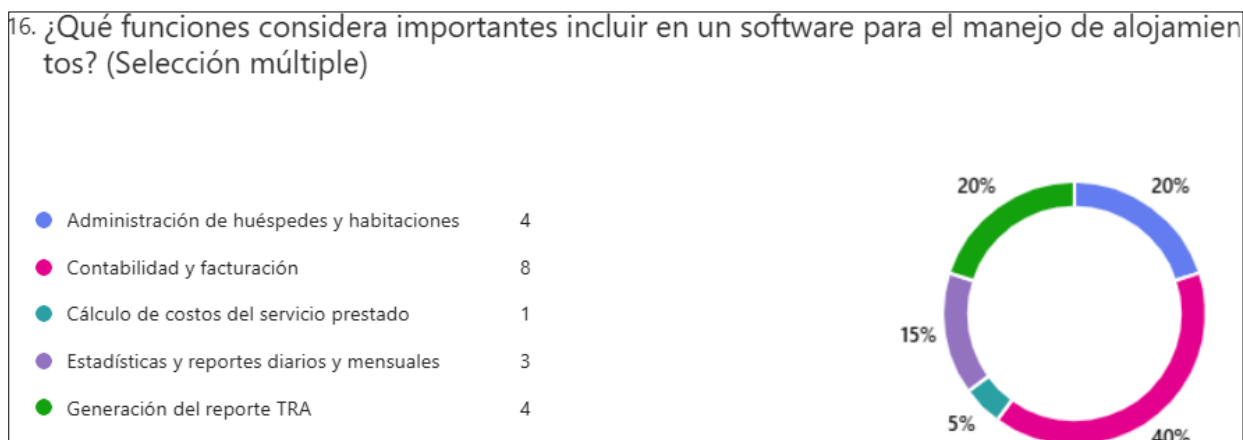 16. ¿Qué funciones considera importantes incluir en un software para el manejo de alojamien
tos? (Selección múltiple)
20% 20%
Administración de huéspedes y habitaciones 4
Contabilidad y facturación 8
Cálculo de costos del servicio prestado 1
15%
Estadísticas y reportes diarios y mensuales 3
Generación del reporte TRA 4
5%
40%